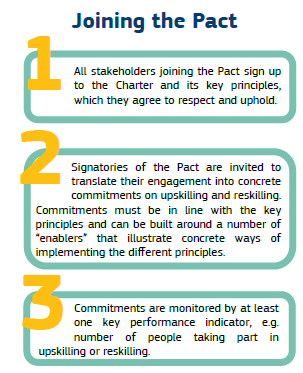 Joining the Pact
1
All stakeholders joining the Pact sign up
to the Charter and its key principles,
which they agree to respect and uphold.
2
Signatories of the Pact are invited to
translate their engagement into concrete
commitments on upskilling and reskilling.
Commitments must be in line with the key
principles and can be built around a number of
“enablers” that illustrate concrete ways of
implementing the different principles.
3
Commitments are monitored by at least
one key performance indicator, e.g.
number of people taking part in
upskilling or reskilling.